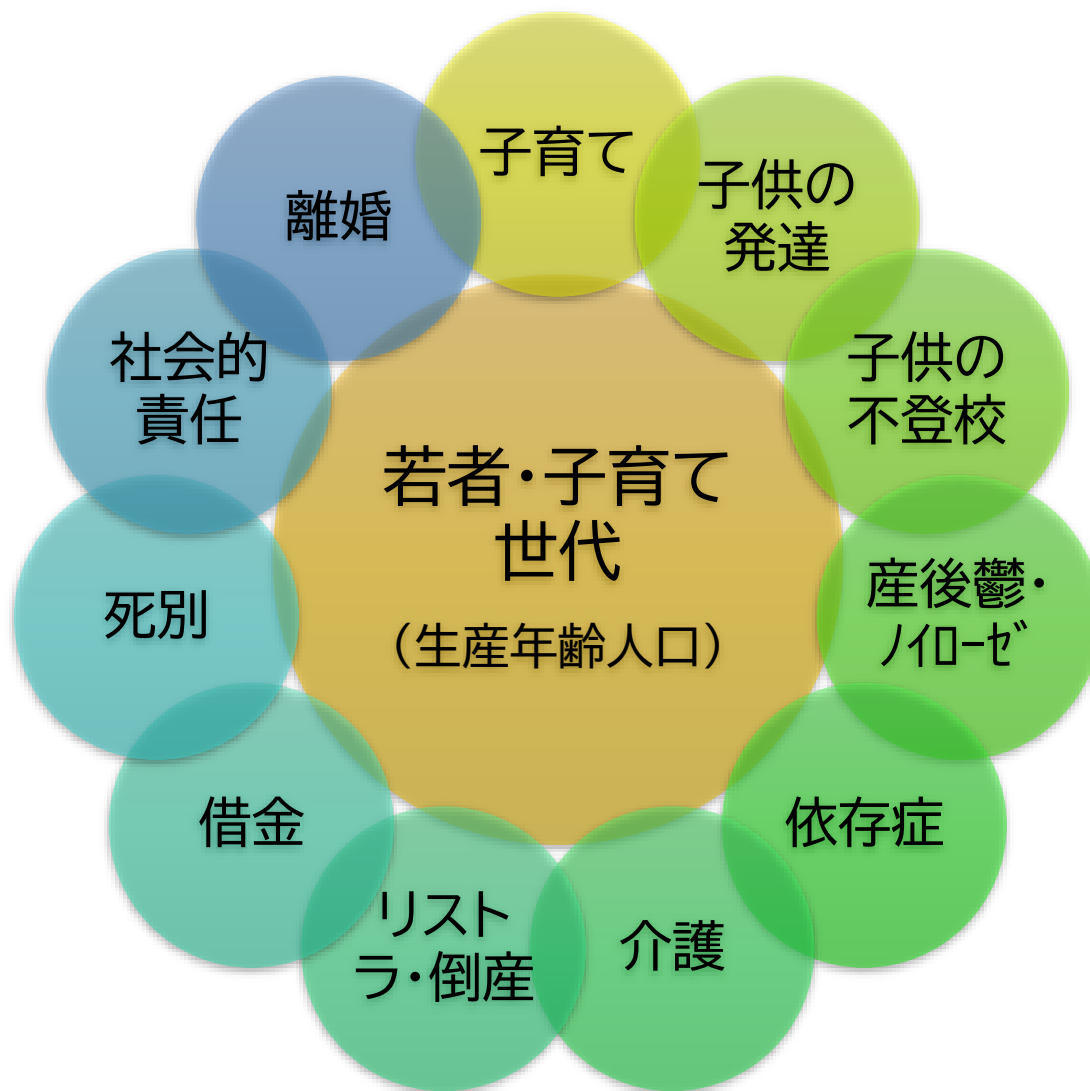 子育て
子供の
発達
子供の
不登校
産後鬱・
ﾉｲﾛｰｾﾞ
依存症
介護
リスト
ラ・倒産
借金
死別
社会的
責任
離婚
若者・子育て
世代
（生産年齢人口）